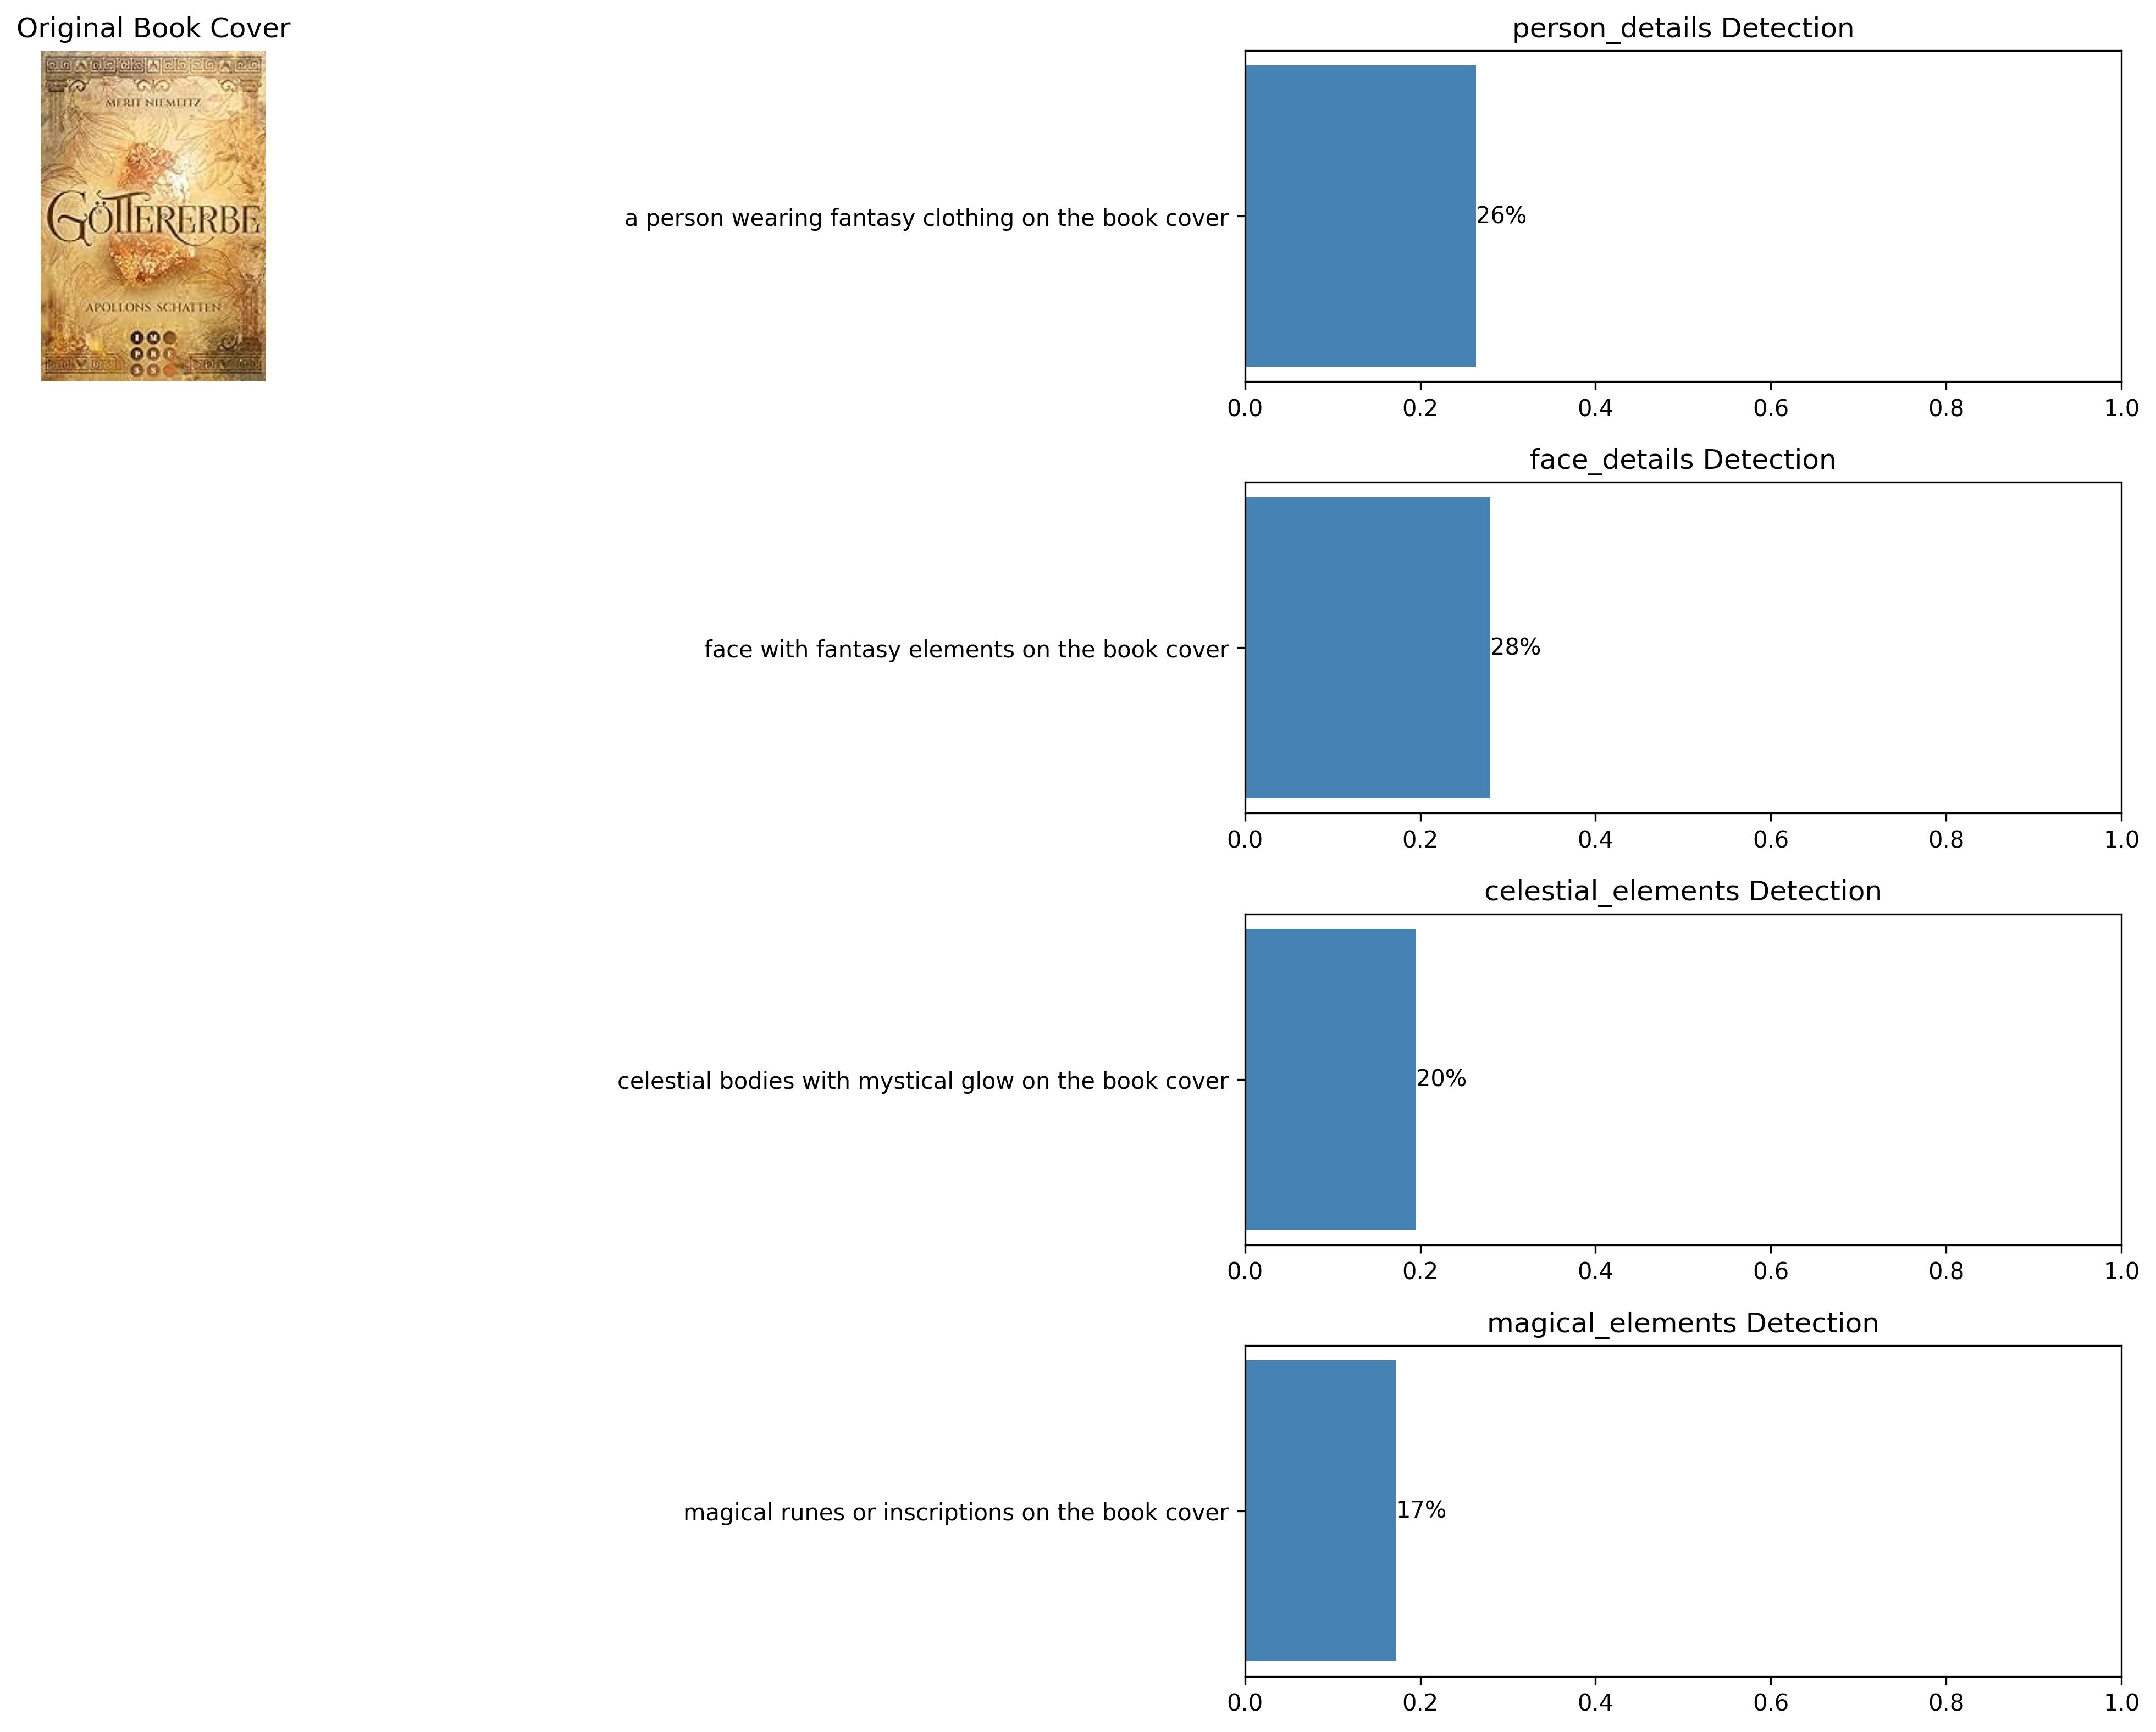 Original Book Cover
MERIT NIEMEITZ
GÖTTERERBE
APOLLONS SCHATTEN
I M
P R E
S S
person_details Detection
a person wearing fantasy clothing on the book cover
26%
0.0 0.2 0.4 0.6 0.8 1.0
face_details Detection
face with fantasy elements on the book cover
28%
0.0 0.2 0.4 0.6 0.8 1.0
celestial_elements Detection
celestial bodies with mystical glow on the book cover
20%
0.0 0.2 0.4 0.6 0.8 1.0
magical_elements Detection
magical runes or inscriptions on the book cover
17%
0.0 0.2 0.4 0.6 0.8 1.0